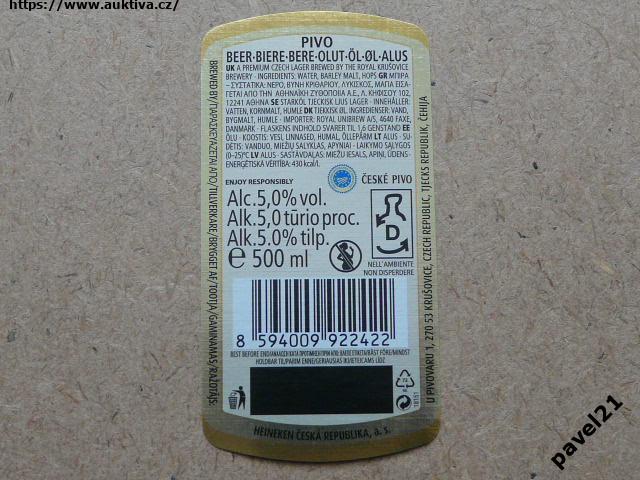 https://www.auktiva.cz/
PIVO
BEER·BIERE·BERE·OLUT·ÖL·ØL·ALUS
UK A PREMIUM CZECH LAGER BREWED BY THE ROYAL KRUŠOVICE
BREWERY · INGREDIENTS: WATER, BARLEY MALT, HOPS GR ΜΠΙΡΑ
– ΣΥΣΤΑΤΙΚΑ: ΝΕΡΟ, ΒΥΝΗ ΚΡΙΘΑΡΙΟΥ, ΛΥΚΙΣΚΟΣ, ΜΑΓΙΑ ΕΙΣΑ-
ΓΕΤΑΙ ΑΠΟ ΤΗΝ ΑΘΗΝΑΪΚΗ ΖΥΘΟΠΟΙΙΑ Α.Ε., Λ. ΚΗΦΙΣΟΥ 102,
12241 ΑΘΗΝΑ SE STARKÖL TJECKISK LJUS LAGER · INNEHÅLLER:
VATTEN, KORNMALT, HUMLE DK TJEKKISK ØL. INGREDIENSER: VAND,
BYGMALT, HUMLE · IMPORTER: ROYAL UNIBREW A/S, 4640 FAXE,
DANMARK · FLASKENS INDHOLD SVARER TIL 1,6 GENSTAND EE
ÕLU · KOOSTIS: VESI, LINNASED, HUMAL, ÕLLEPÄRM LT ALUS · SU-
DĖTIS: VANDUO, MIEŽIŲ SALYKLAS, APYNIAI · LAIKYMO SĄLYGOS
(0–25)°C LV ALUS · SASTĀVDAĻAS: MIEŽU IESALS, APIŅI, ŪDENS ·
ENERĢĒTISKĀ VĒRTĪBA: 430 kcal/l.
ENJOY RESPONSIBLY
ČESKÉ PIVO
Alc.5,0% vol.
Alk.5,0 tūrio proc.
Alk.5.0% tilp.
℮ 500 ml
D
NELL'AMBIENTE
NON DISPERDERE
8 594009 922422
HEINEKEN ČESKÁ REPUBLIKA, a. s.
U PIVOVARU 1, 270 53 KRUŠOVICE, CZECH REPUBLIC, TJECKS REPUBLIK, ČEHIJA
pavel21